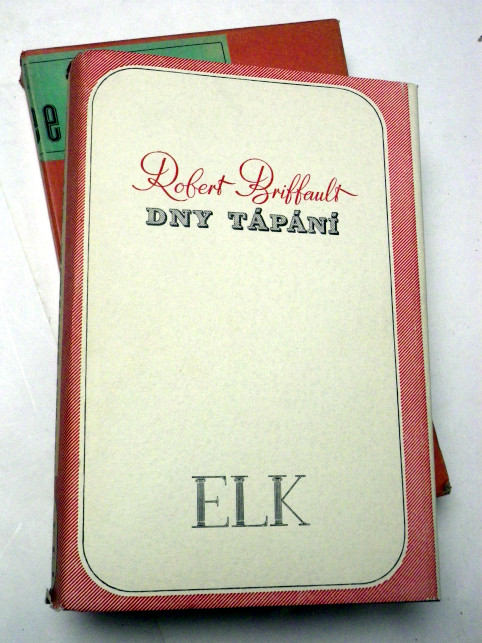 Robert Briffault
DNY TÁPÁNÍ
ELK
e